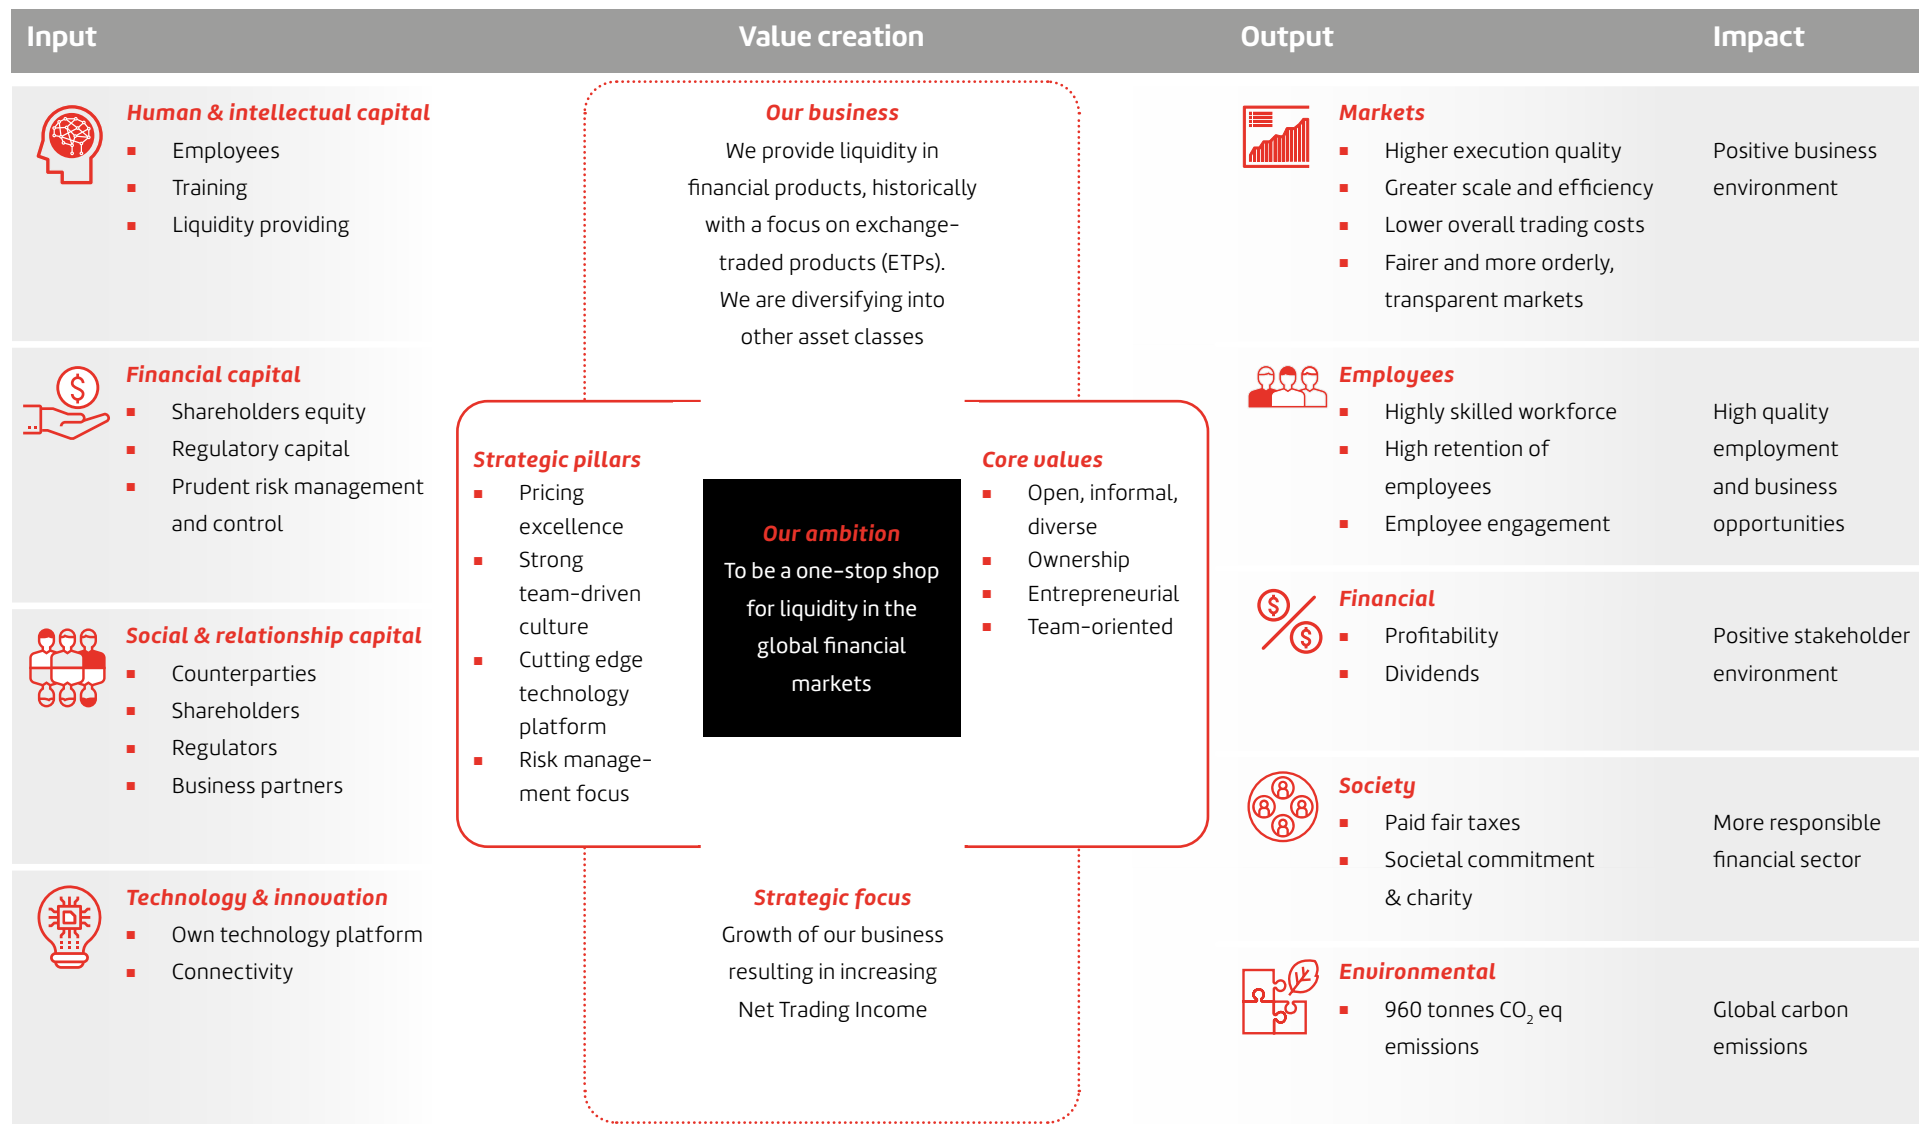 Input
Value creation
Output
Impact
Human & intellectual capital
Employees
Training
Liquidity providing
Financial capital
Shareholders equity
Regulatory capital
Prudent risk management
and control
Social & relationship capital
Counterparties
Shareholders
Regulators
Business partners
Technology & innovation
Own technology platform
Connectivity
Our business
We provide liquidity in
financial products, historically
with a focus on exchange-
traded products (ETPs).
We are diversifying into
other asset classes
Strategic pillars
Pricing
excellence
Strong
team-driven
culture
Cutting edge
technology
platform
Risk manage-
ment focus
Our ambition
To be a one-stop shop
for liquidity in the
global financial
markets
Core values
Open, informal,
diverse
Ownership
Entrepreneurial
Team-oriented
Strategic focus
Growth of our business
resulting in increasing
Net Trading Income
Markets
Higher execution quality
Greater scale and efficiency
Lower overall trading costs
Fairer and more orderly,
transparent markets
Positive business
environment
Employees
Highly skilled workforce
High retention of
employees
Employee engagement
High quality
employment
and business
opportunities
Financial
Profitability
Dividends
Positive stakeholder
environment
Society
Paid fair taxes
Societal commitment
& charity
More responsible
financial sector
Environmental
960 tonnes CO₂ eq
emissions
Global carbon
emissions